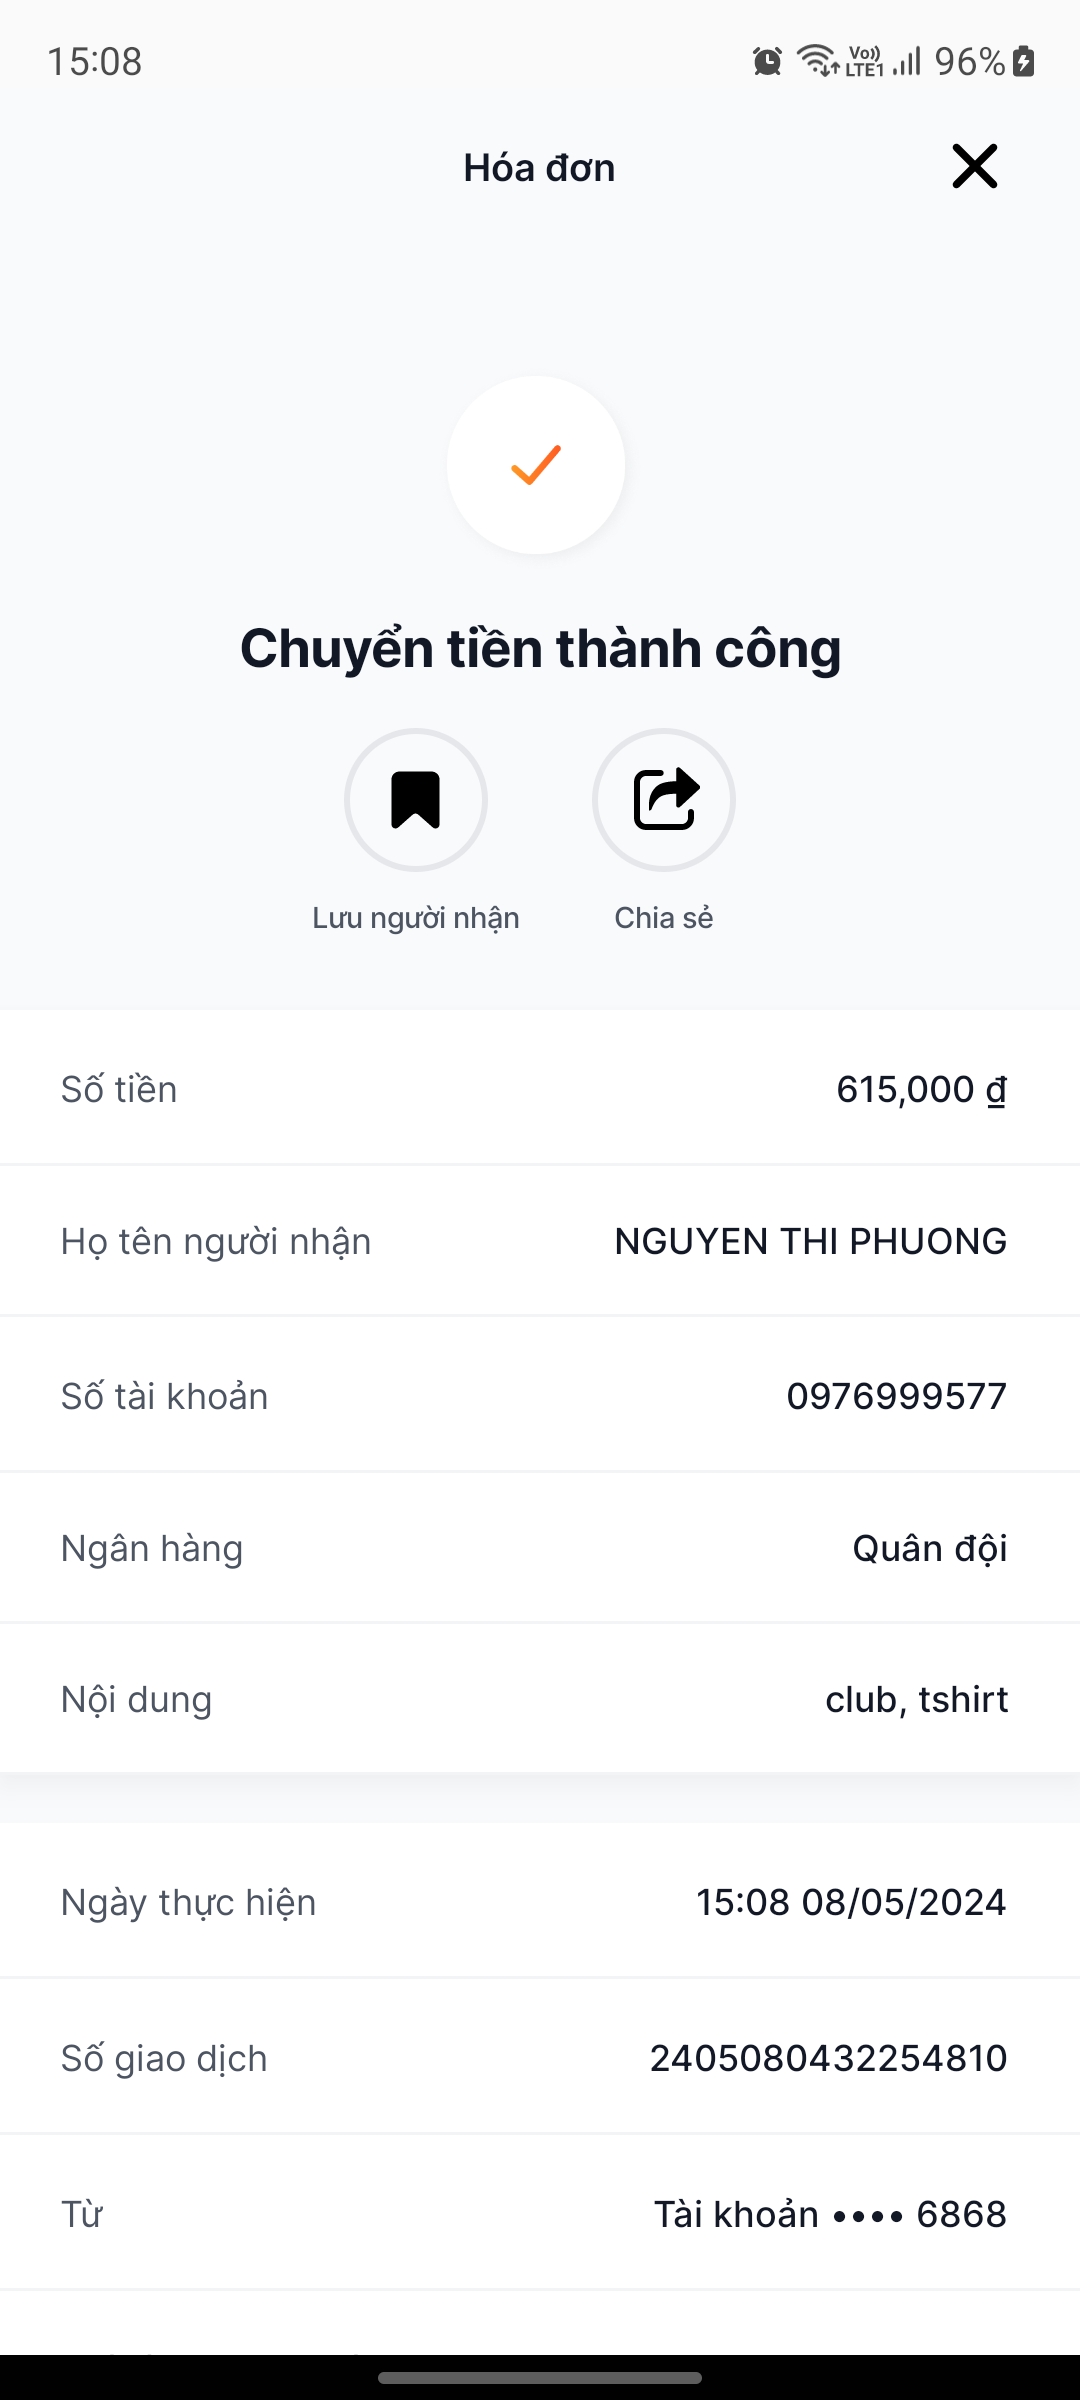 15:08
Vo)) LTE1 96%
Hóa đơn
Chuyển tiền thành công
Lưu người nhận Chia sẻ
Số tiền 615,000 ₫
Họ tên người nhận NGUYEN THI PHUONG
Số tài khoản 0976999577
Ngân hàng Quân đội
Nội dung club, tshirt
Ngày thực hiện 15:08 08/05/2024
Số giao dịch 2405080432254810
Từ Tài khoản •••• 6868